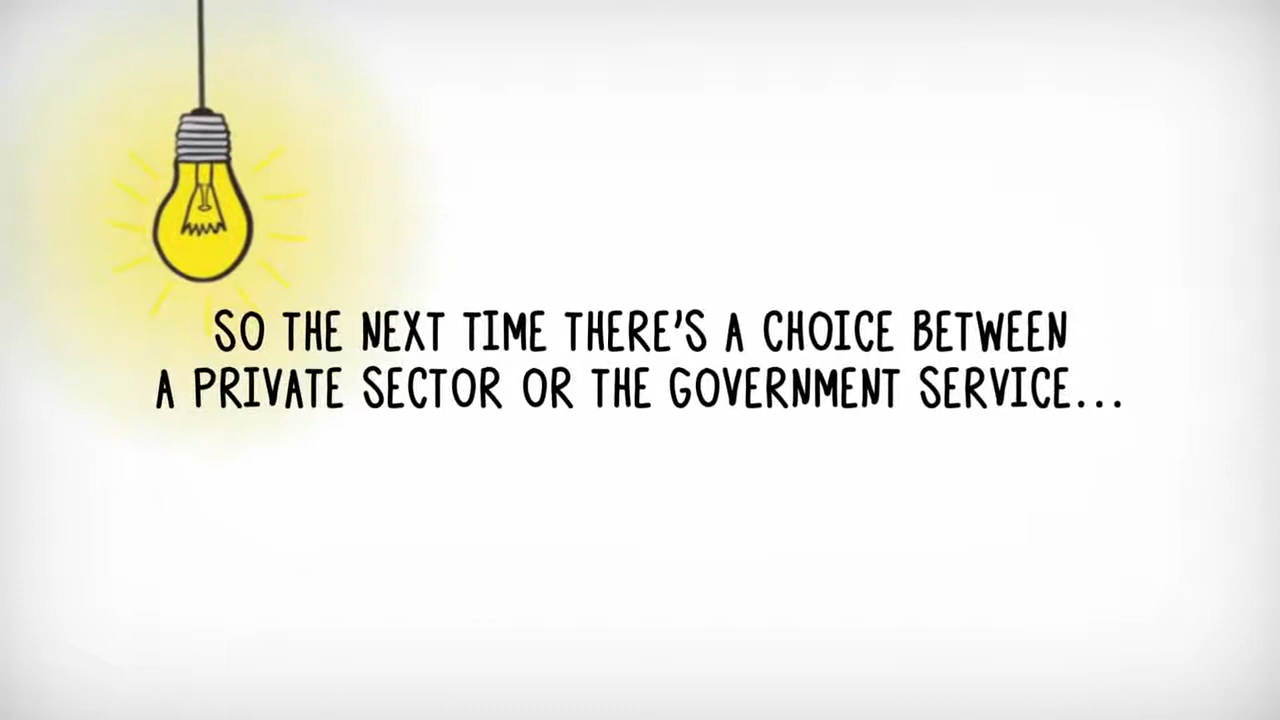 SO THE NEXT TIME THERE'S A CHOICE BETWEEN
A PRIVATE SECTOR OR THE GOVERNMENT SERVICE...